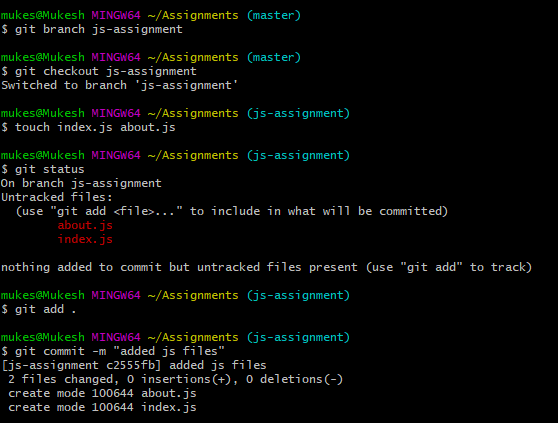 mukes@Mukesh MINGW64 ~/Assignments (master)
$ git branch js-assignment
mukes@Mukesh MINGW64 ~/Assignments (master)
$ git checkout js-assignment
Switched to branch 'js-assignment'
mukes@Mukesh MINGW64 ~/Assignments (js-assignment)
$ touch index.js about.js
mukes@Mukesh MINGW64 ~/Assignments (js-assignment)
$ git status
On branch js-assignment
Untracked files:
  (use "git add <file>..." to include in what will be committed)
        about.js
        index.js
nothing added to commit but untracked files present (use "git add" to track)
mukes@Mukesh MINGW64 ~/Assignments (js-assignment)
$ git add .
mukes@Mukesh MINGW64 ~/Assignments (js-assignment)
$ git commit -m "added js files"
[js-assignment c2555fb] added js files
 2 files changed, 0 insertions(+), 0 deletions(-)
 create mode 100644 about.js
 create mode 100644 index.js